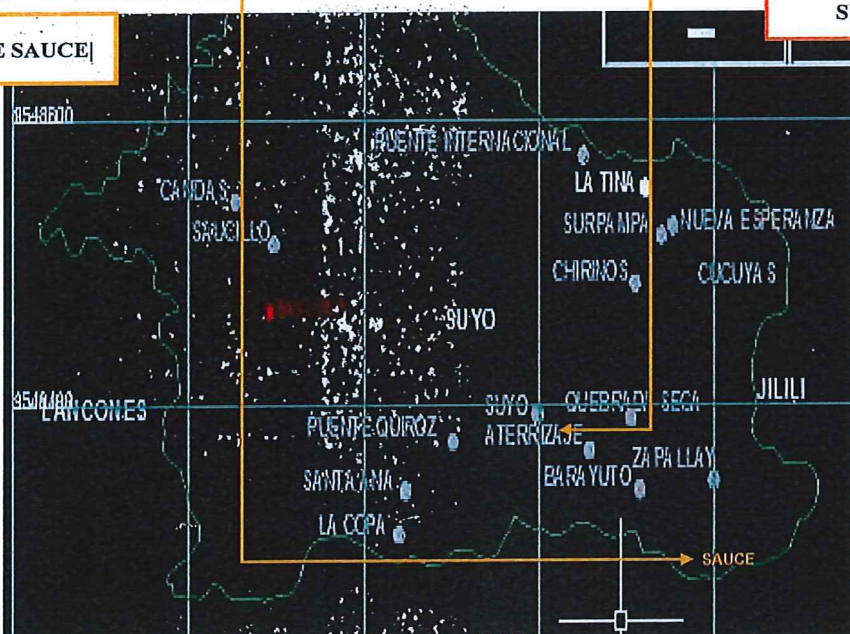 E SAUCE|
S
9548600
PUENTE INTERNACIONAL
LA TINA
CANDAS
SURPAMPA
NUEVA ESPERANZA
SAUCILLO
CHIRINOS
CUCUYAS
SUYO
JILILI
9548400
LANCONES
SUYO
QUEBRADA SECA
PUENTE QUIROZ
ATERRIZAJE
ZAPALLAY
SANTA ANA
BARAYUTO
LA COPA
SAUCE